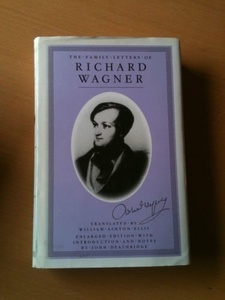 THE·FAMILY·LETTERS·OF
RICHARD
WAGNER
TRANSLATED·BY
WILLIAM·ASHTON·ELLIS
ENLARGED·EDITION·WITH
INTRODUCTION·AND·NOTES
BY·JOHN·DEATHRIDGE